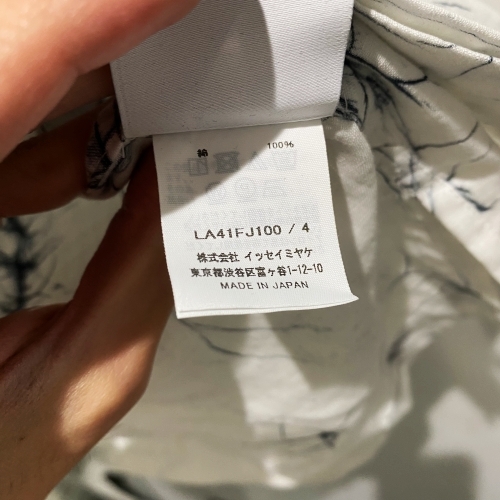 綿 100%
LA41FJ100 / 4
株式会社 イッセイミヤケ
東京都渋谷区富ヶ谷1-12-10
MADE IN JAPAN